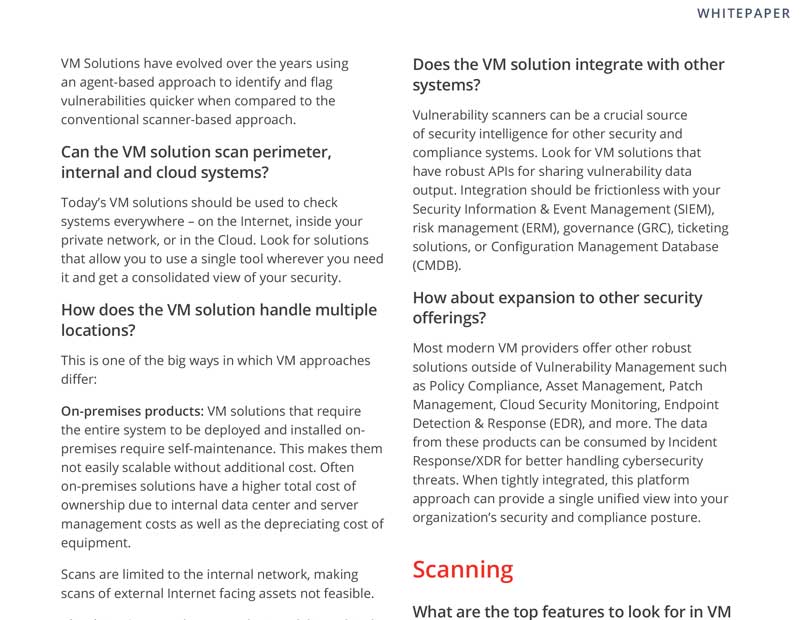 WHITEPAPER
VM Solutions have evolved over the years using
an agent-based approach to identify and flag
vulnerabilities quicker when compared to the
conventional scanner-based approach.
Can the VM solution scan perimeter,
internal and cloud systems?
Today’s VM solutions should be used to check
systems everywhere – on the Internet, inside your
private network, or in the Cloud. Look for solutions
that allow you to use a single tool wherever you need
it and get a consolidated view of your security.
How does the VM solution handle multiple
locations?
This is one of the big ways in which VM approaches
differ:
On-premises products: VM solutions that require
the entire system to be deployed and installed on-
premises require self-maintenance. This makes them
not easily scalable without additional cost. Often
on-premises solutions have a higher total cost of
ownership due to internal data center and server
management costs as well as the depreciating cost of
equipment.
Scans are limited to the internal network, making
scans of external Internet facing assets not feasible.
Does the VM solution integrate with other
systems?
Vulnerability scanners can be a crucial source
of security intelligence for other security and
compliance systems. Look for VM solutions that
have robust APIs for sharing vulnerability data
output. Integration should be frictionless with your
Security Information & Event Management (SIEM),
risk management (ERM), governance (GRC), ticketing
solutions, or Configuration Management Database
(CMDB).
How about expansion to other security
offerings?
Most modern VM providers offer other robust
solutions outside of Vulnerability Management such
as Policy Compliance, Asset Management, Patch
Management, Cloud Security Monitoring, Endpoint
Detection & Response (EDR), and more. The data
from these products can be consumed by Incident
Response/XDR for better handling cybersecurity
threats. When tightly integrated, this platform
approach can provide a single unified view into your
organization’s security and compliance posture.
Scanning
What are the top features to look for in VM